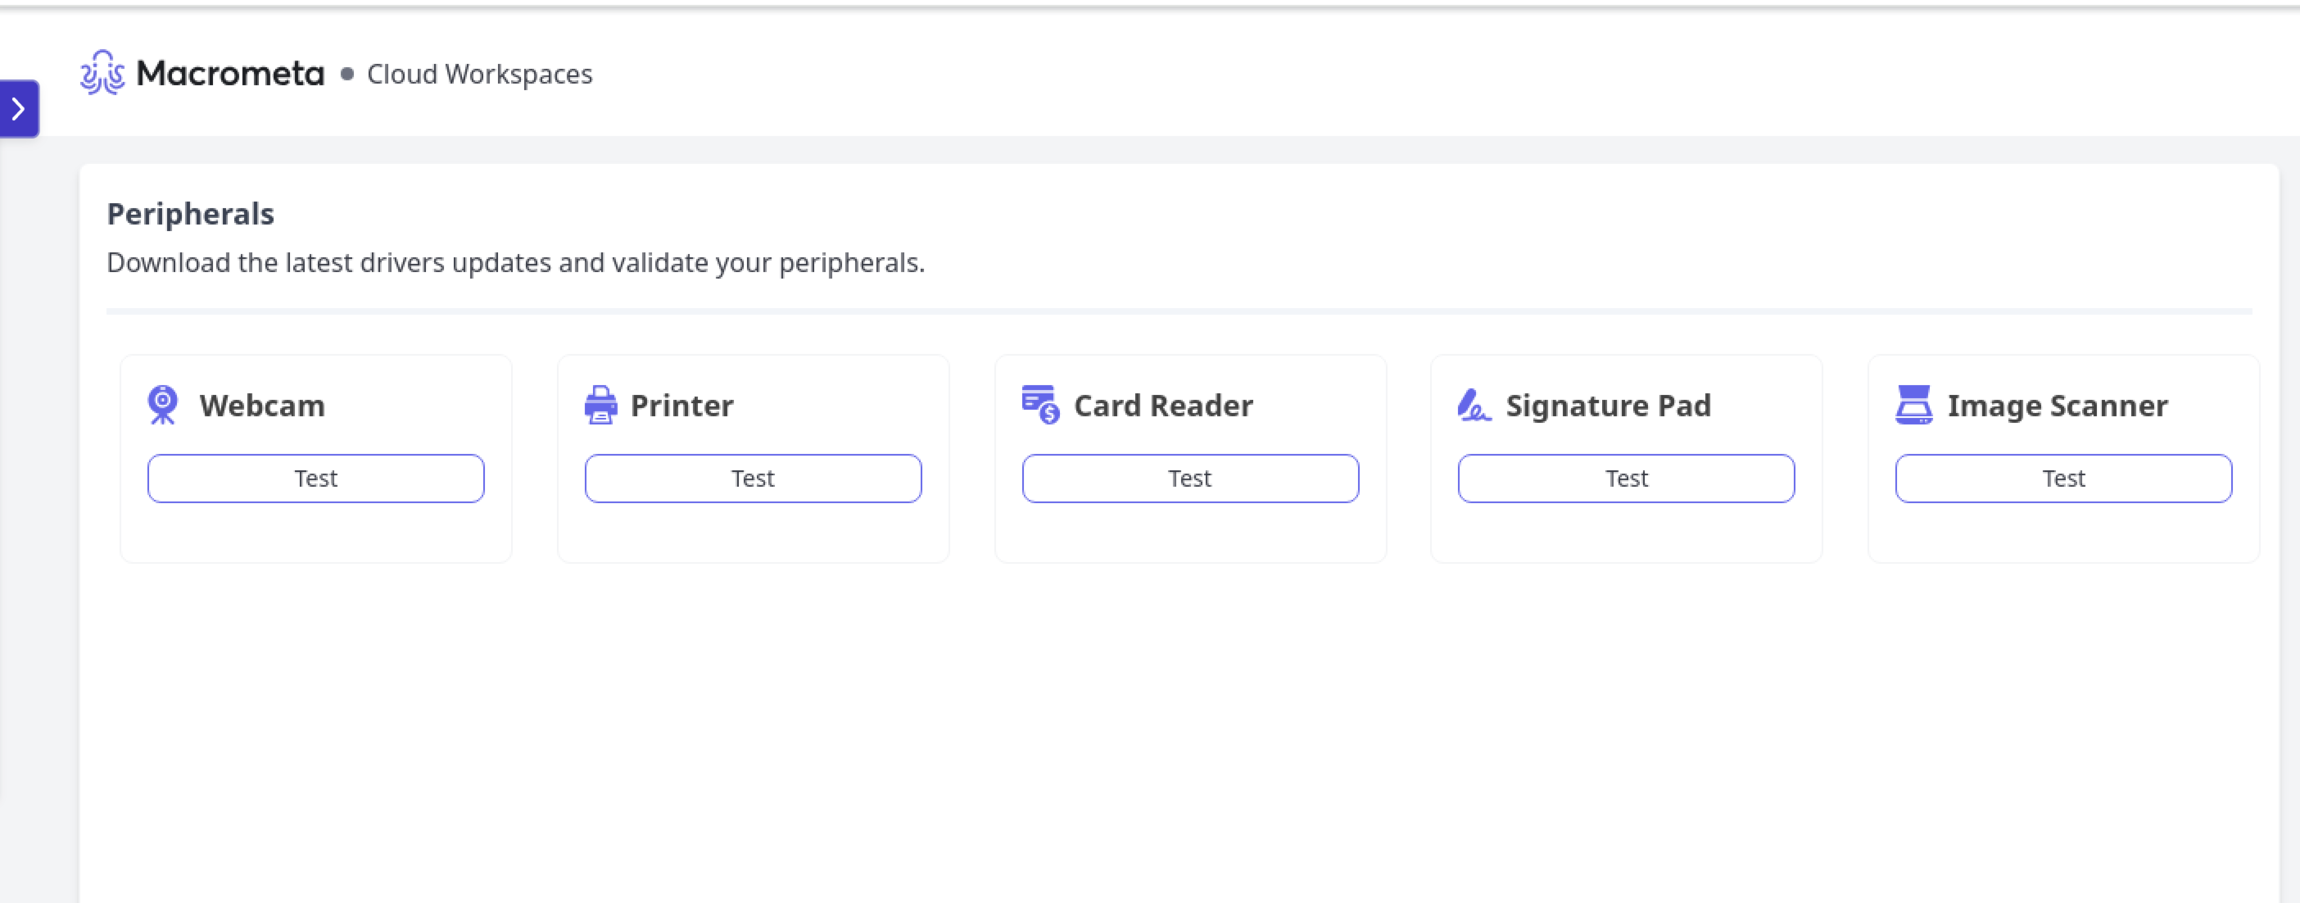 Macrometa • Cloud Workspaces
Peripherals
Download the latest drivers updates and validate your peripherals.
Webcam
Test
Printer
Test
Card Reader
Test
Signature Pad
Test
Image Scanner
Test